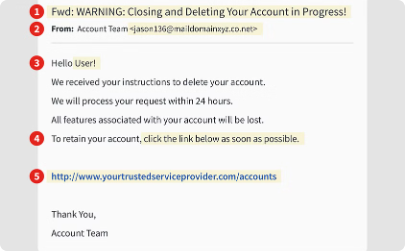 1 Fwd: WARNING: Closing and Deleting Your Account in Progress!
2 From: Account Team <jason136@maildomainxyz.co.net>
3 Hello User!
We received your instructions to delete your account.
We will process your request within 24 hours.
All features associated with your account will be lost.
4 To retain your account, click the link below as soon as possible.
5 http://www.yourtrustedserviceprovider.com/accounts
Thank You,
Account Team